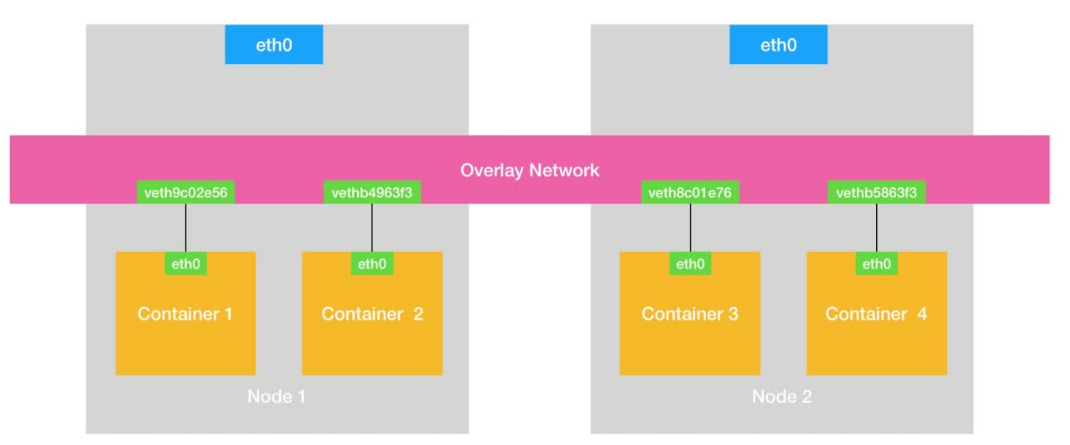 eth0
eth0
Overlay Network
veth9c02e56
vethb4963f3
veth8c01e76
vethb5863f3
eth0
eth0
eth0
eth0
Container 1
Container 2
Container 3
Container 4
Node 1
Node 2